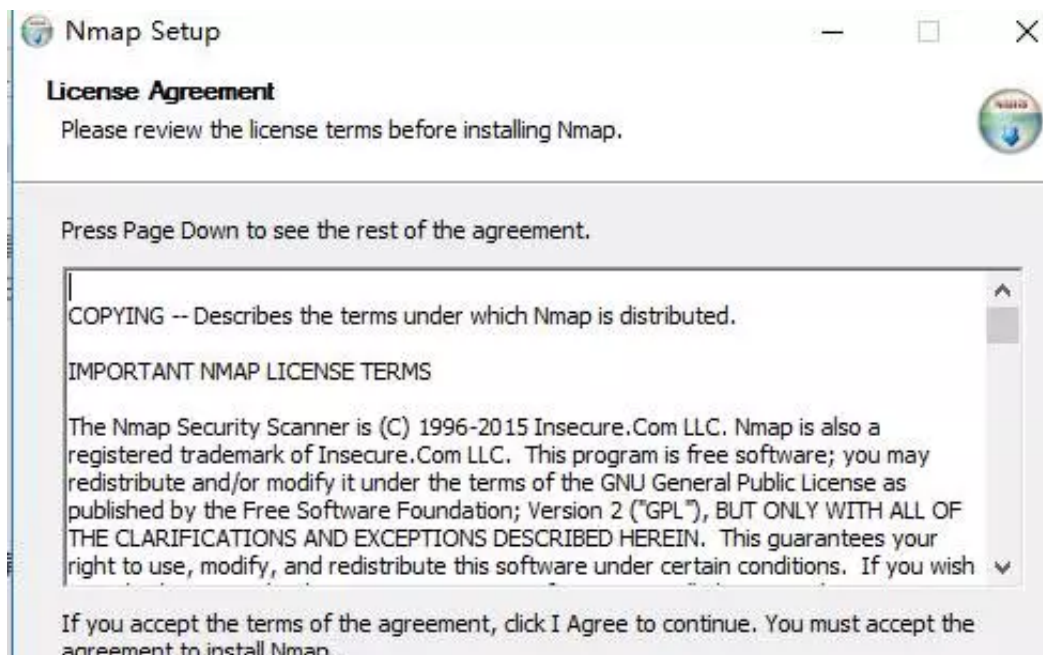 Nmap Setup
License Agreement
Please review the license terms before installing Nmap.
Press Page Down to see the rest of the agreement.
COPYING -- Describes the terms under which Nmap is distributed.
IMPORTANT NMAP LICENSE TERMS
The Nmap Security Scanner is (C) 1996-2015 Insecure.Com LLC. Nmap is also a
registered trademark of Insecure.Com LLC.  This program is free software; you may
redistribute and/or modify it under the terms of the GNU General Public License as
published by the Free Software Foundation; Version 2 ("GPL"), BUT ONLY WITH ALL OF
THE CLARIFICATIONS AND EXCEPTIONS DESCRIBED HEREIN.  This guarantees your
right to use, modify, and redistribute this software under certain conditions.  If you wish
If you accept the terms of the agreement, click I Agree to continue. You must accept the
agreement to install Nmap.